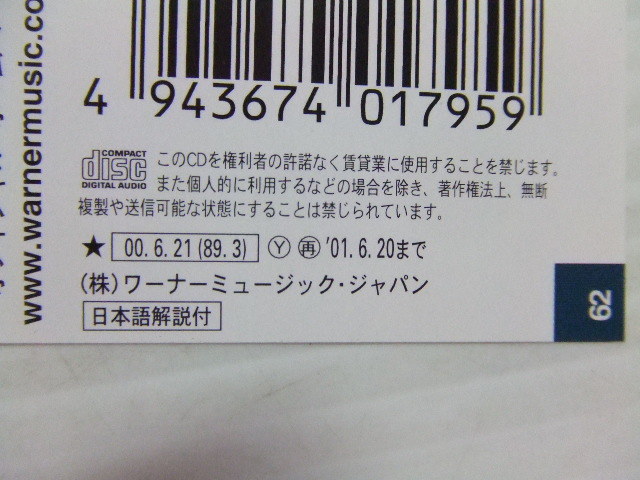 4 943674 017959
COMPACT
disc
DIGITAL AUDIO
このCDを権利者の許諾なく賃貸業に使用することを禁じます。
また個人的に利用するなどの場合を除き、著作権法上、無断
複製や送信可能な状態にすることは禁じられています。
★ 00.6.21(89.3) Ⓨ ㊢ '01.6.20まで
(株)ワーナーミュージック・ジャパン
日本語解説付
62
www.warnermusic.co